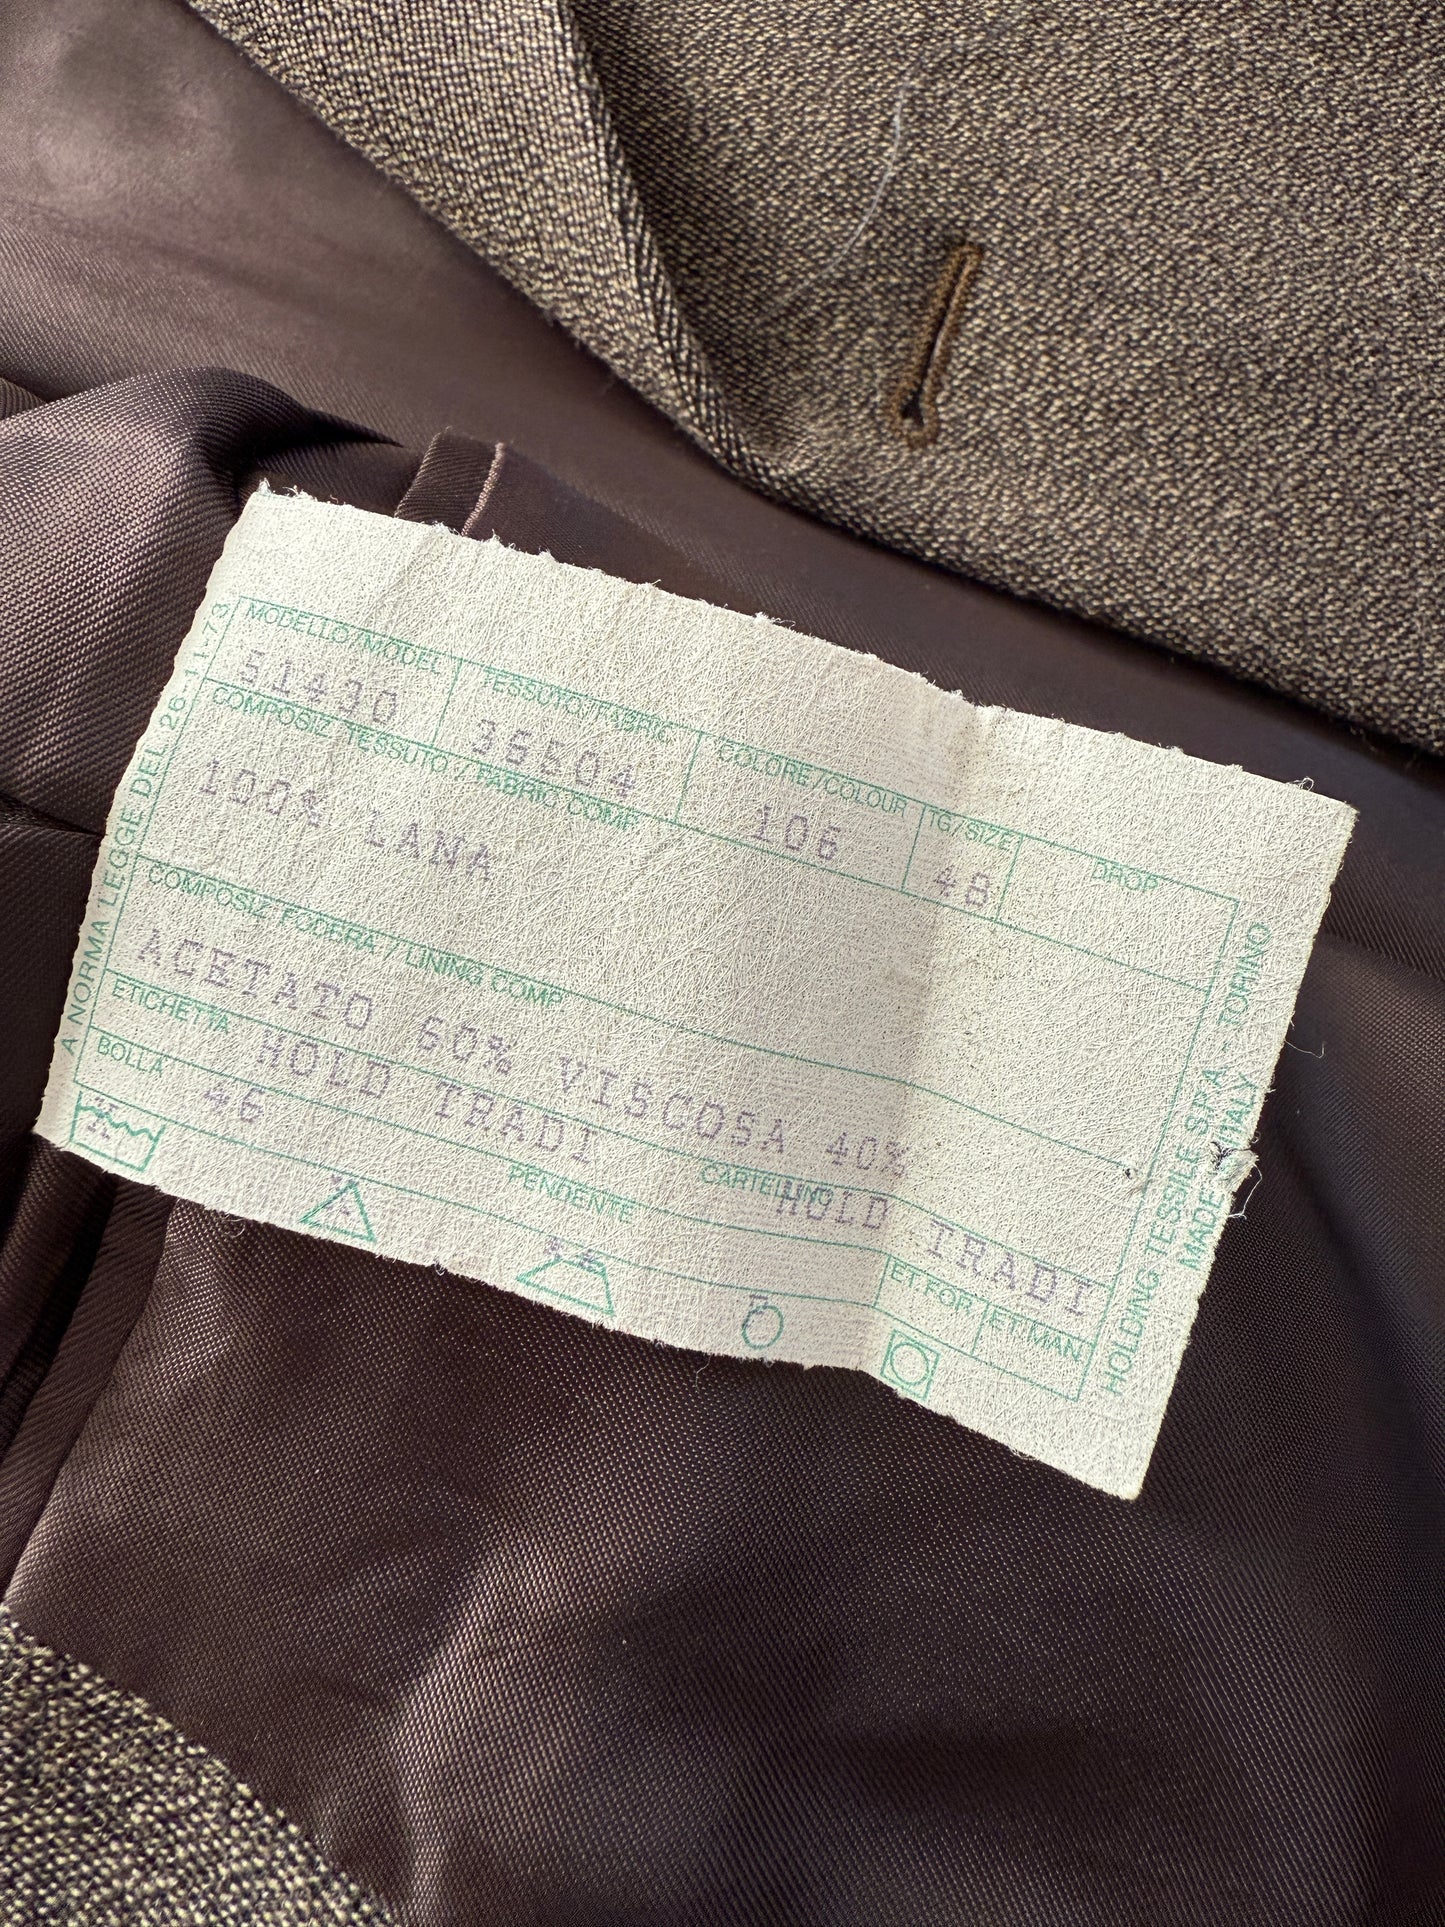 A NORMA LEGGE DEL 26-11-73
MODELLO/MODEL TESSUTO/FABRIC COLORE/COLOUR TG/SIZE DROP
51430 36504 106 48
COMPOSIZ TESSUTO / FABRIC COMP
100% LANA
COMPOSIZ FODERA / LINING COMP
ACETATO 60% VISCOSA 40%
ETICHETTA HOLD TRADI CARTELLINO HOLD TRADI
BOLLA 46 PENDENTE ET. FOR ET. MAN.
HOLDING TESSILE S.P.A. - TORINO
MADE ITALY